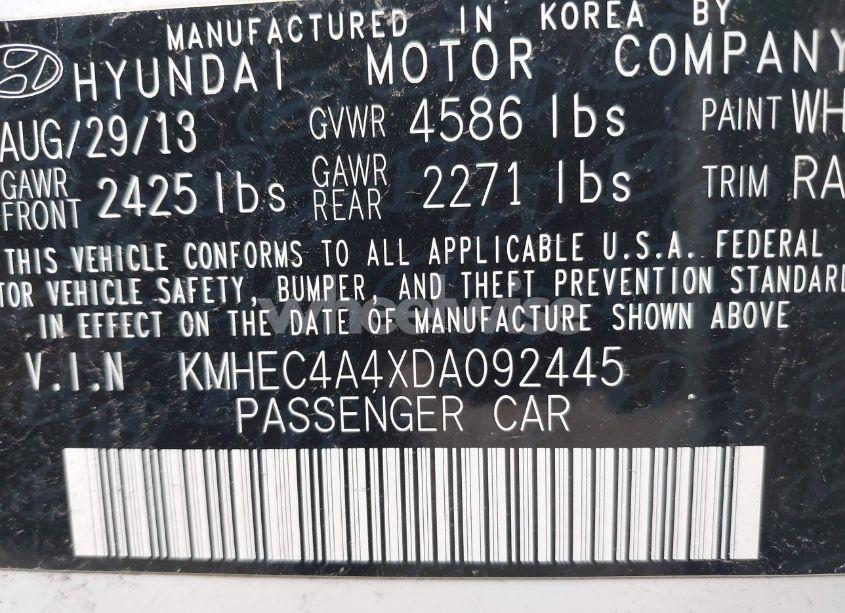 MANUFACTURED IN KOREA BY
HYUNDAI MOTOR COMPANY
AUG/29/13 GVWR 4586 lbs PAINT WH
GAWR FRONT 2425 lbs GAWR REAR 2271 lbs TRIM RA
THIS VEHICLE CONFORMS TO ALL APPLICABLE U.S.A. FEDERAL
TOR VEHICLE SAFETY, BUMPER, AND THEFT PREVENTION STANDARD
IN EFFECT ON THE DATE OF MANUFACTURE SHOWN ABOVE
V.I.N KMHEC4A4XDA092445
PASSENGER CAR